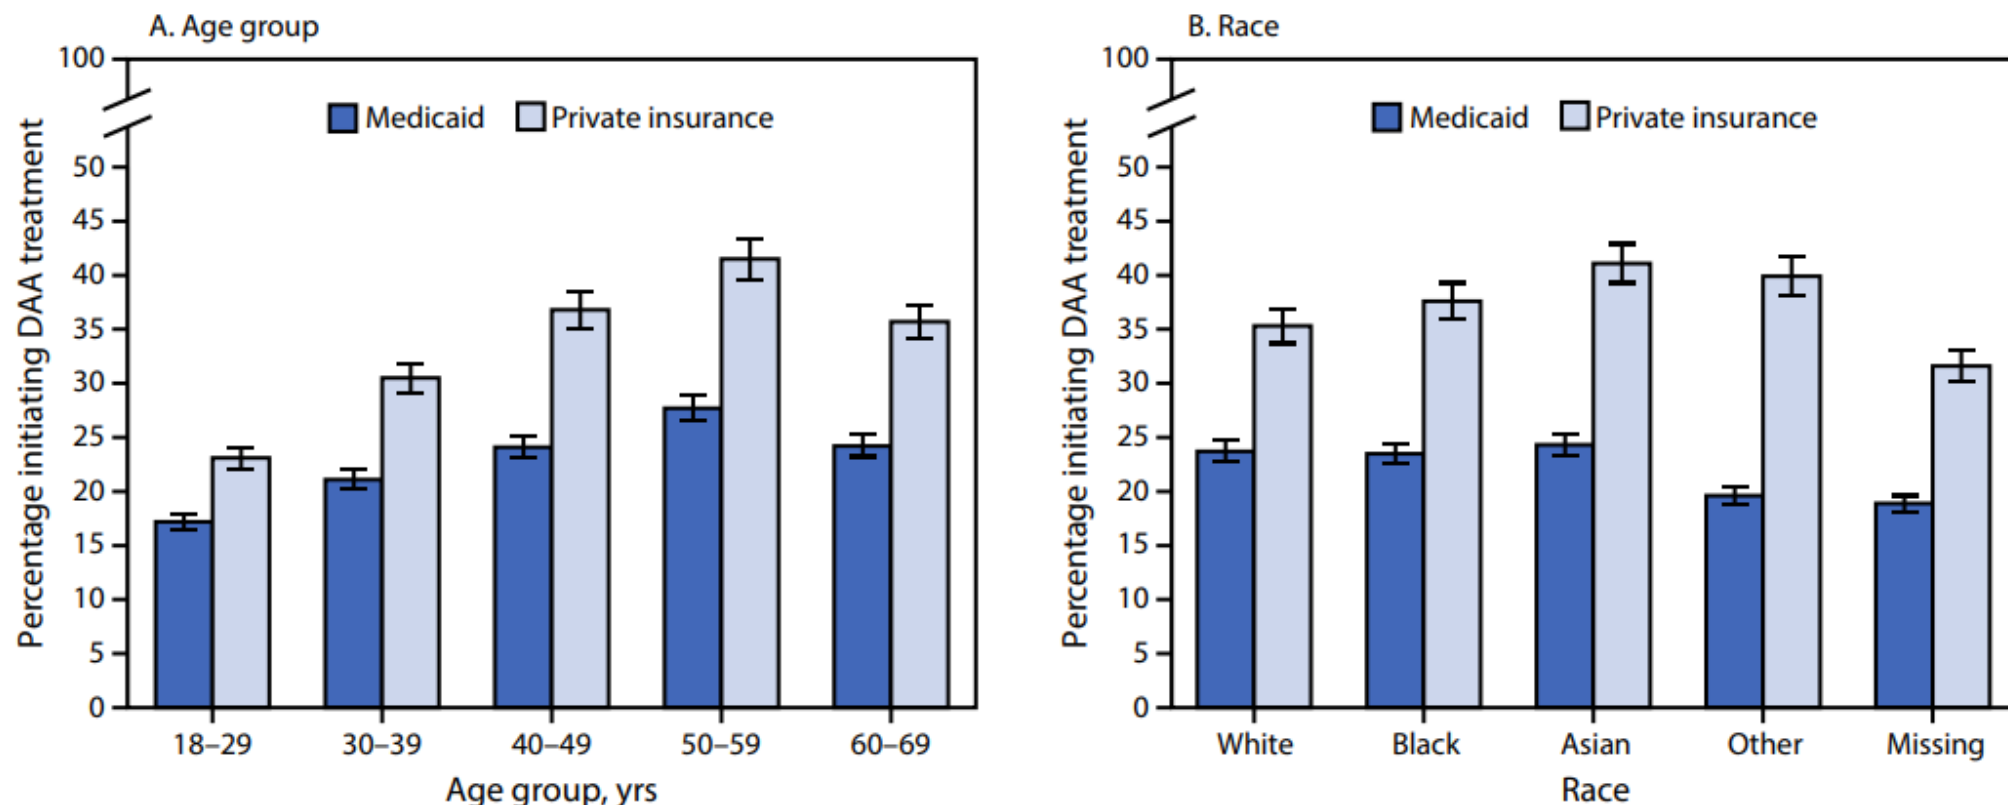 A. Age group
100
Medicaid Private insurance
50
45
40
35
30
25
20
15
10
5
0
Percentage initiating DAA treatment
18–29 30–39 40–49 50–59 60–69
Age group, yrs
B. Race
100
Medicaid Private insurance
50
45
40
35
30
25
20
15
10
5
0
Percentage initiating DAA treatment
White Black Asian Other Missing
Race